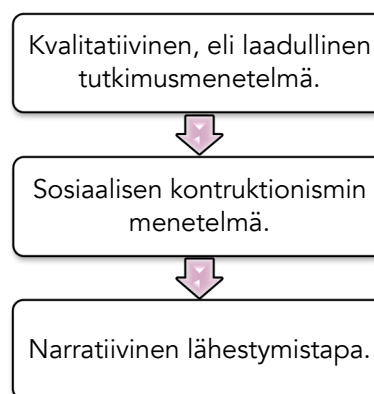 Kvalitatiivinen, eli laadullinen
tutkimusmenetelmä.
Sosiaalisen kontruktionismin
menetelmä.
Narratiivinen lähestymistapa.